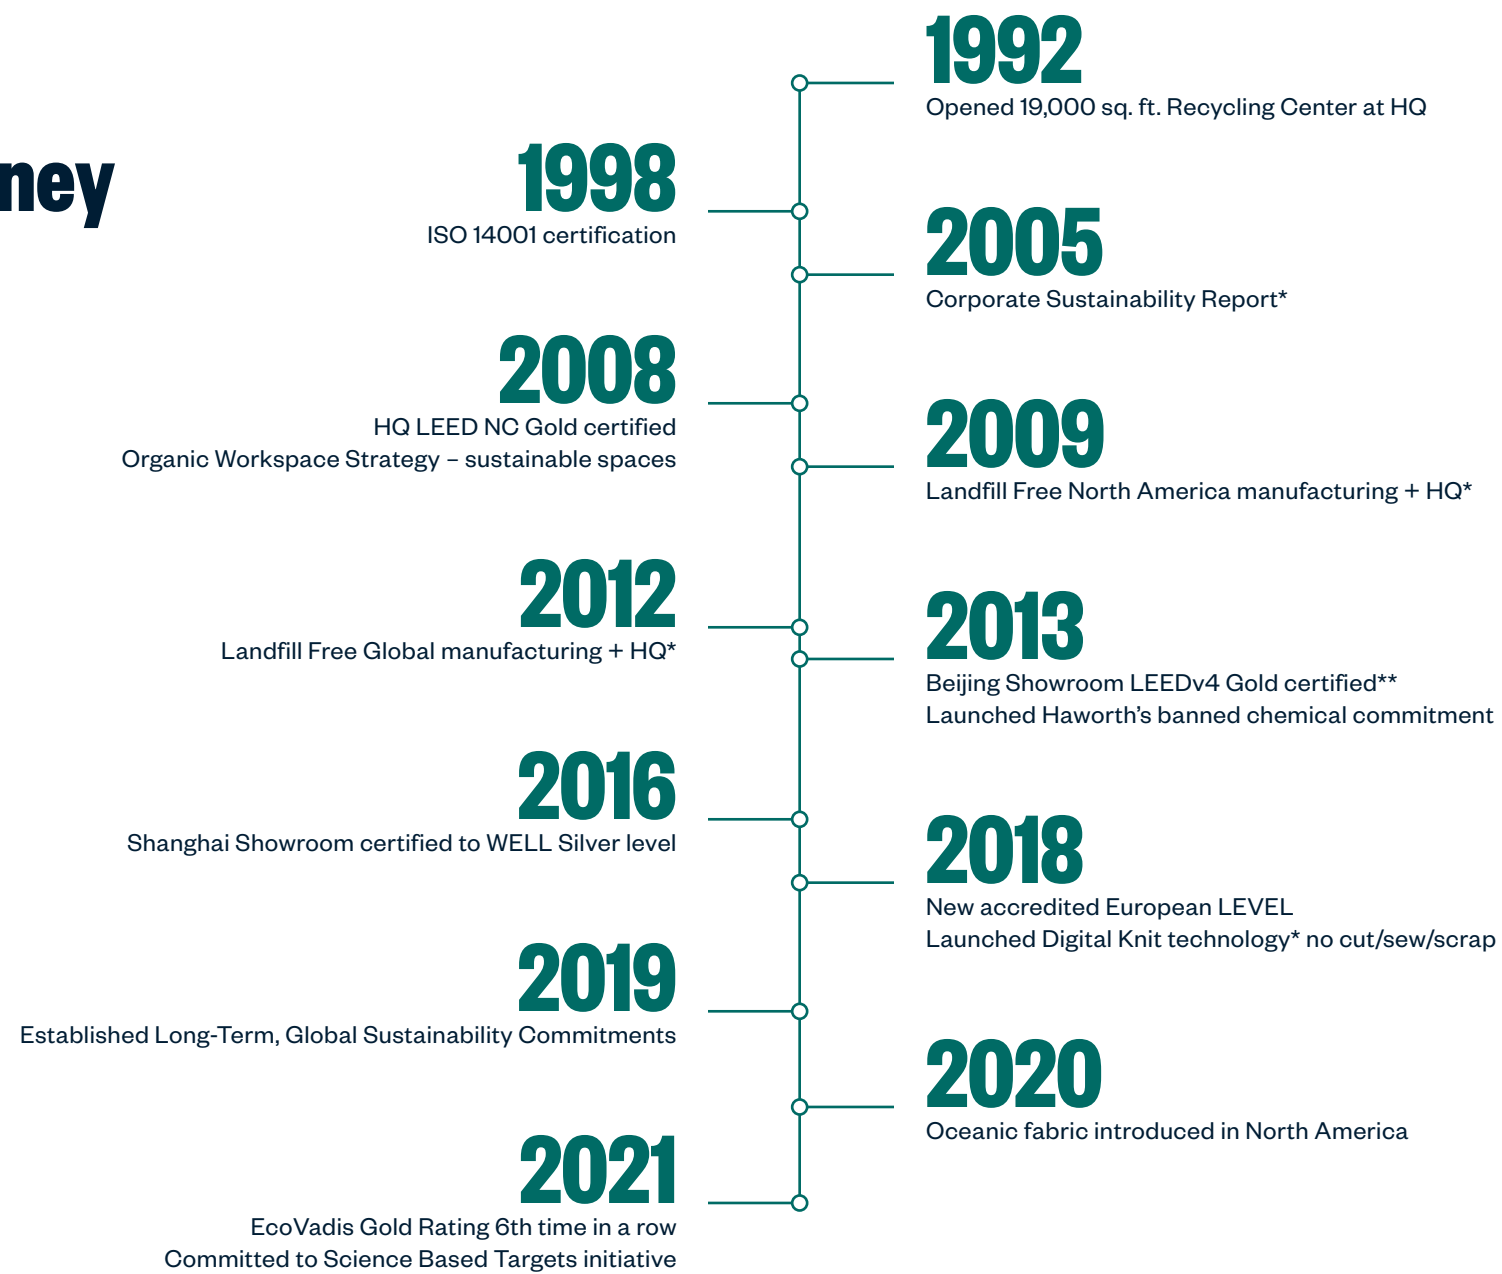 ney
1992
Opened 19,000 sq. ft. Recycling Center at HQ
1998
ISO 14001 certification
2005
Corporate Sustainability Report*
2008
HQ LEED NC Gold certified
Organic Workspace Strategy – sustainable spaces
2009
Landfill Free North America manufacturing + HQ*
2012
Landfill Free Global manufacturing + HQ*
2013
Beijing Showroom LEEDv4 Gold certified**
Launched Haworth’s banned chemical commitment
2016
Shanghai Showroom certified to WELL Silver level
2018
New accredited European LEVEL
Launched Digital Knit technology* no cut/sew/scrap
2019
Established Long-Term, Global Sustainability Commitments
2020
Oceanic fabric introduced in North America
2021
EcoVadis Gold Rating 6th time in a row
Committed to Science Based Targets initiative